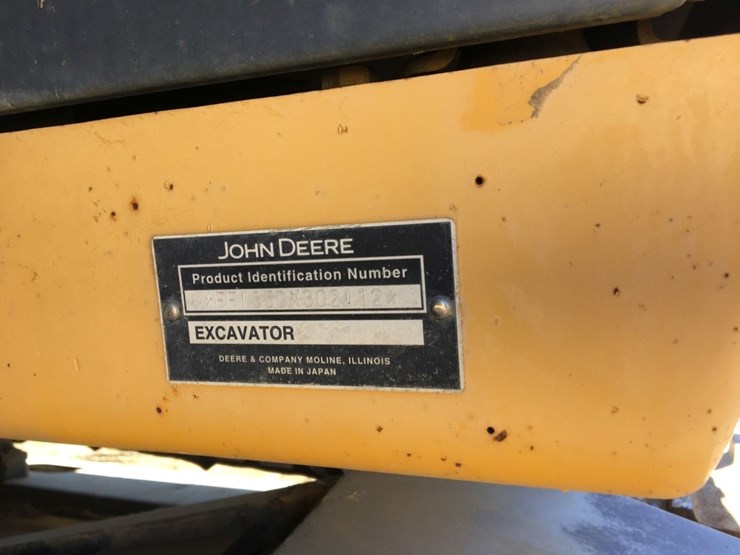 JOHN DEERE
Product Identification Number
EXCAVATOR
DEERE & COMPANY MOLINE, ILLINOIS
MADE IN JAPAN